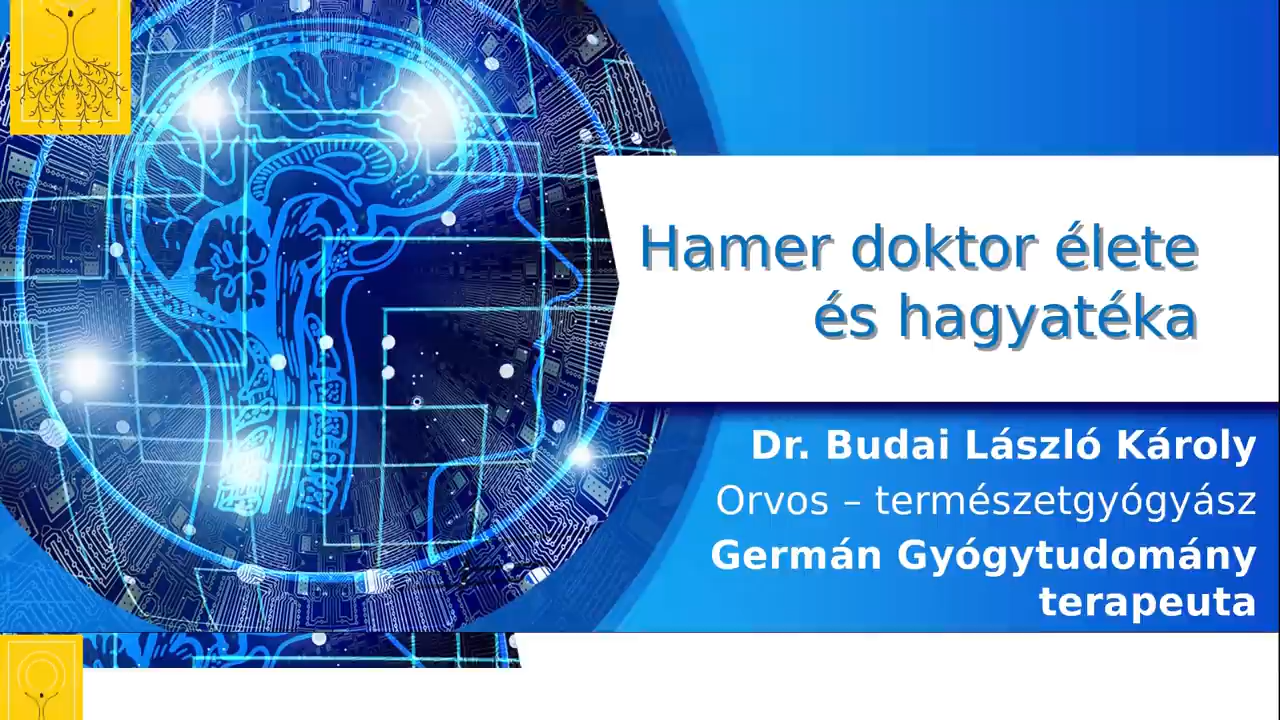 Hamer doktor élete
és hagyatéka
Dr. Budai László Károly
Orvos – természetgyógyász
Germán Gyógytudomány
terapeuta